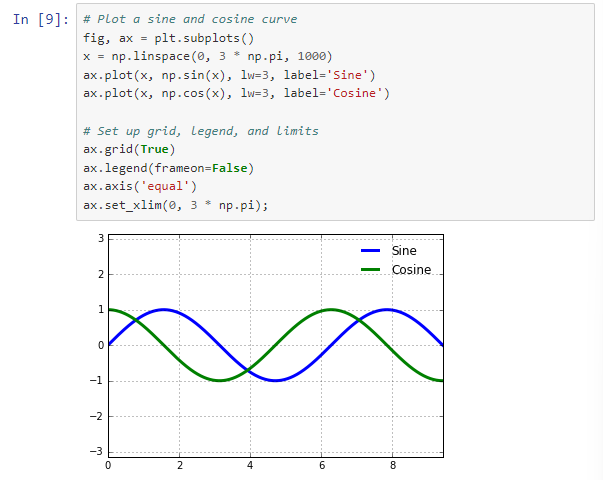 In [9]:
# Plot a sine and cosine curve
fig, ax = plt.subplots()
x = np.linspace(0, 3 * np.pi, 1000)
ax.plot(x, np.sin(x), lw=3, label='Sine')
ax.plot(x, np.cos(x), lw=3, label='Cosine')

# Set up grid, legend, and limits
ax.grid(True)
ax.legend(frameon=False)
ax.axis('equal')
ax.set_xlim(0, 3 * np.pi);
Sine
Cosine
3
2
1
0
−1
−2
−3
0 2 4 6 8